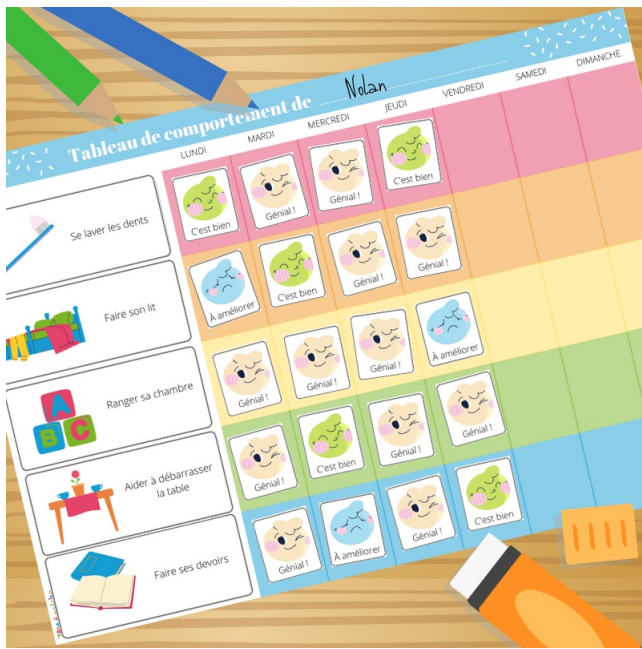 Tableau de comportement de Nolan
LUNDI MARDI MERCREDI JEUDI VENDREDI SAMEDI DIMANCHE
Se laver les dents
C'est bien Génial ! Génial ! C'est bien
Faire son lit
À améliorer C'est bien Génial ! Génial !
A B C
Ranger sa chambre
Génial ! Génial ! Génial ! À améliorer
Aider à débarrasser
la table
Génial ! C'est bien Génial ! Génial !
Faire ses devoirs
Génial ! À améliorer Génial ! C'est bien